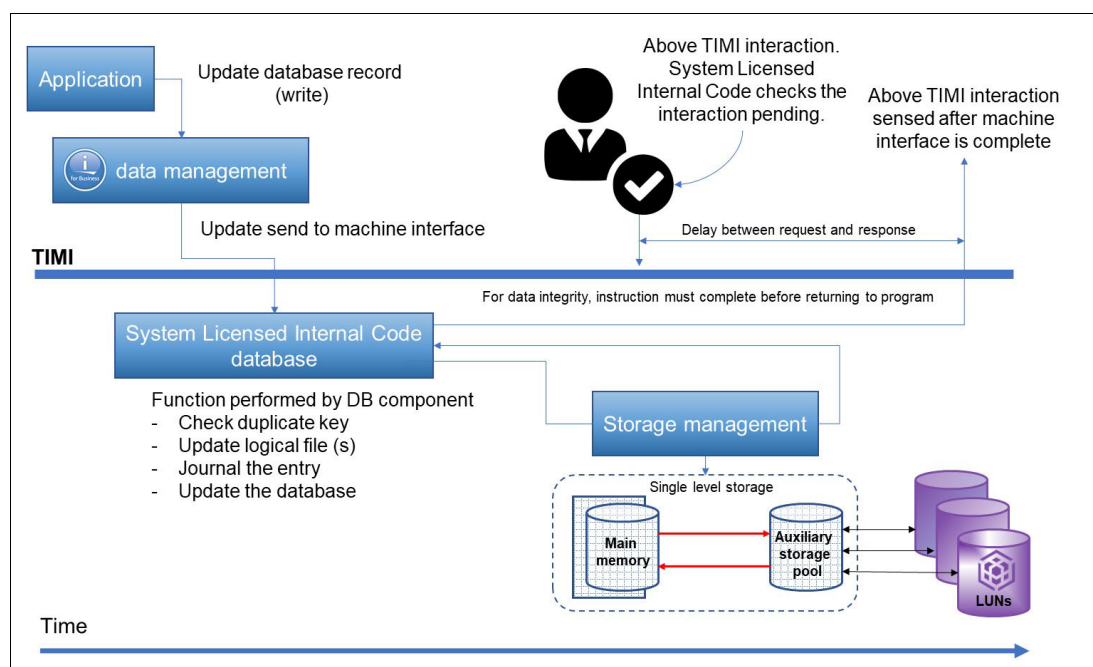 Application
Update database record
(write)
i
for Business
data management
Update send to machine interface
Above TIMI interaction.
System Licensed
Internal Code checks the
interaction pending.
Above TIMI interaction
sensed after machine
interface is complete
Delay between request and response
TIMI
For data integrity, instruction must complete before returning to program
System Licensed Internal Code
database
Function performed by DB component
- Check duplicate key
- Update logical file (s)
- Journal the entry
- Update the database
Storage management
Single level storage
Main
memory
Auxiliary
storage
pool
LUNs
Time